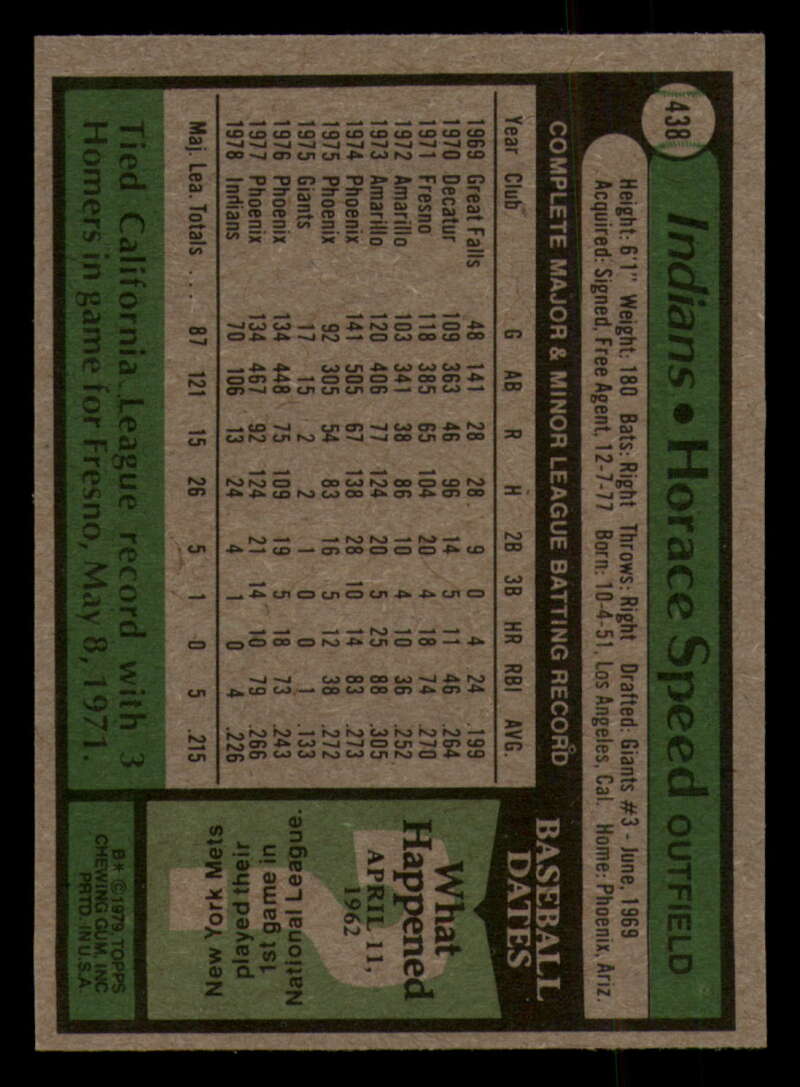 438
Indians • Horace Speed OUTFIELD
Height: 6'1" Weight: 180 Bats: Right Throws: Right Drafted: Giants #3 - June, 1969
Acquired: Signed, Free Agent, 12-7-77 Born: 10-4-51, Los Angeles, Cal. Home: Phoenix, Ariz.
COMPLETE MAJOR & MINOR LEAGUE BATTING RECORD
Year Club G AB R H 2B 3B HR RBI AVG.
1969 Great Falls 48 141 28 28 9 0 4 24 .199
1970 Decatur 109 363 46 96 14 5 11 46 .264
1971 Fresno 118 385 65 104 20 4 18 74 .270
1972 Amarillo 103 341 38 86 10 4 10 36 .252
1973 Amarillo 120 406 77 124 20 5 25 88 .305
1974 Phoenix 141 505 67 138 28 10 14 83 .273
1975 Phoenix 92 305 54 83 16 5 12 38 .272
1975 Giants 17 15 2 2 1 0 0 1 .133
1976 Phoenix 134 448 75 109 19 5 18 73 .243
1977 Phoenix 134 467 92 124 21 14 10 79 .266
1978 Indians 70 106 13 24 4 1 0 4 .226
Maj. Lea. Totals . . . 87 121 15 26 5 1 0 5 .215
Tied California League record with 3
Homers in game for Fresno, May 8, 1971.
BASEBALL
DATES
What
Happened
APRIL 11,
1962
?
New York Mets
played their
1st game in
National League.
B* © 1979 TOPPS
CHEWING GUM, INC
PRTD. IN U.S.A.